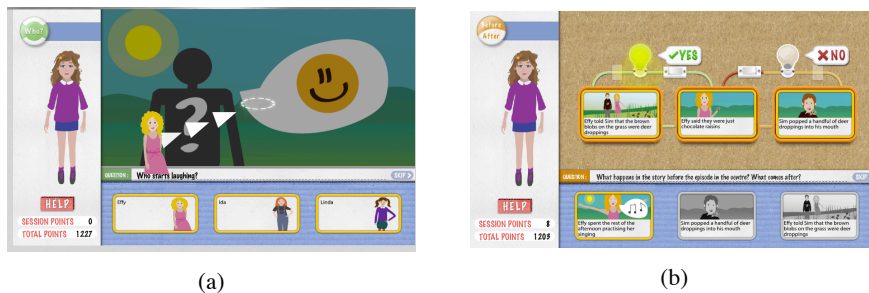 Who?
?
QUESTION : Who starts laughing?
SKIP >
Effy
Ida
Linda
HELP
SESSION POINTS 0
TOTAL POINTS 1227
(a)
Before
After
YES
NO
Effy told Sim that the brown
blobs on the grass were deer
droppings
Effy said they were just
chocolate raisins
Sim popped a handful of deer
droppings into his mouth
QUESTION : What happens in the story before the episode in the centre? What comes after?
SKIP
Effy spent the rest of the
afternoon practising her
singing
Sim popped a handful of deer
droppings into his mouth
Effy told Sim that the brown
blobs on the grass were deer
droppings
HELP
SESSION POINTS 8
TOTAL POINTS 1203
(b)